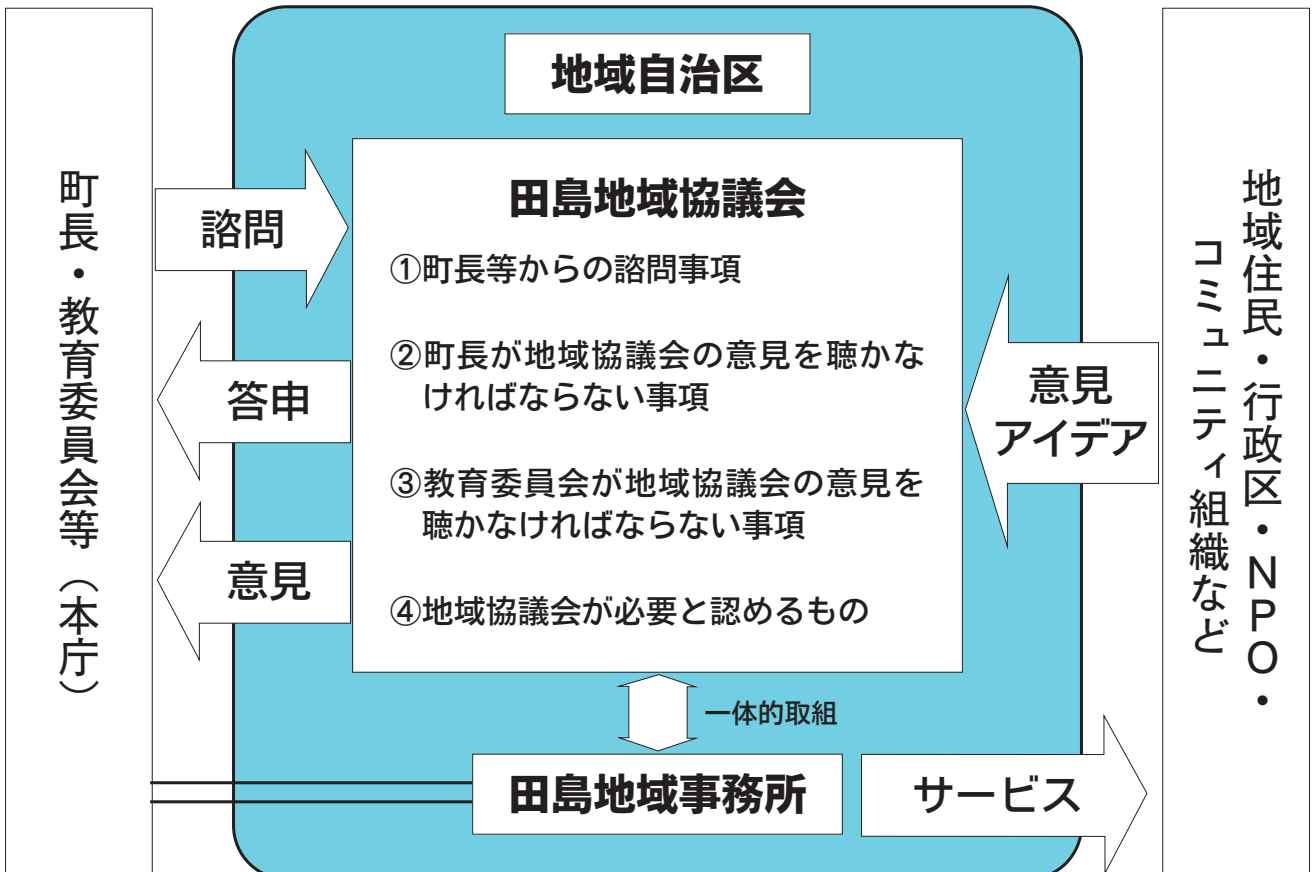 地域自治区
町長・教育委員会等（本庁）
諮問
答申
意見
田島地域協議会
①町長等からの諮問事項
②町長が地域協議会の意見を聴かな
ければならない事項
③教育委員会が地域協議会の意見を
聴かなければならない事項
④地域協議会が必要と認めるもの
意見
アイデア
地域住民・行政区・NPO・
コミュニティ組織など
一体的取組
田島地域事務所
サービス